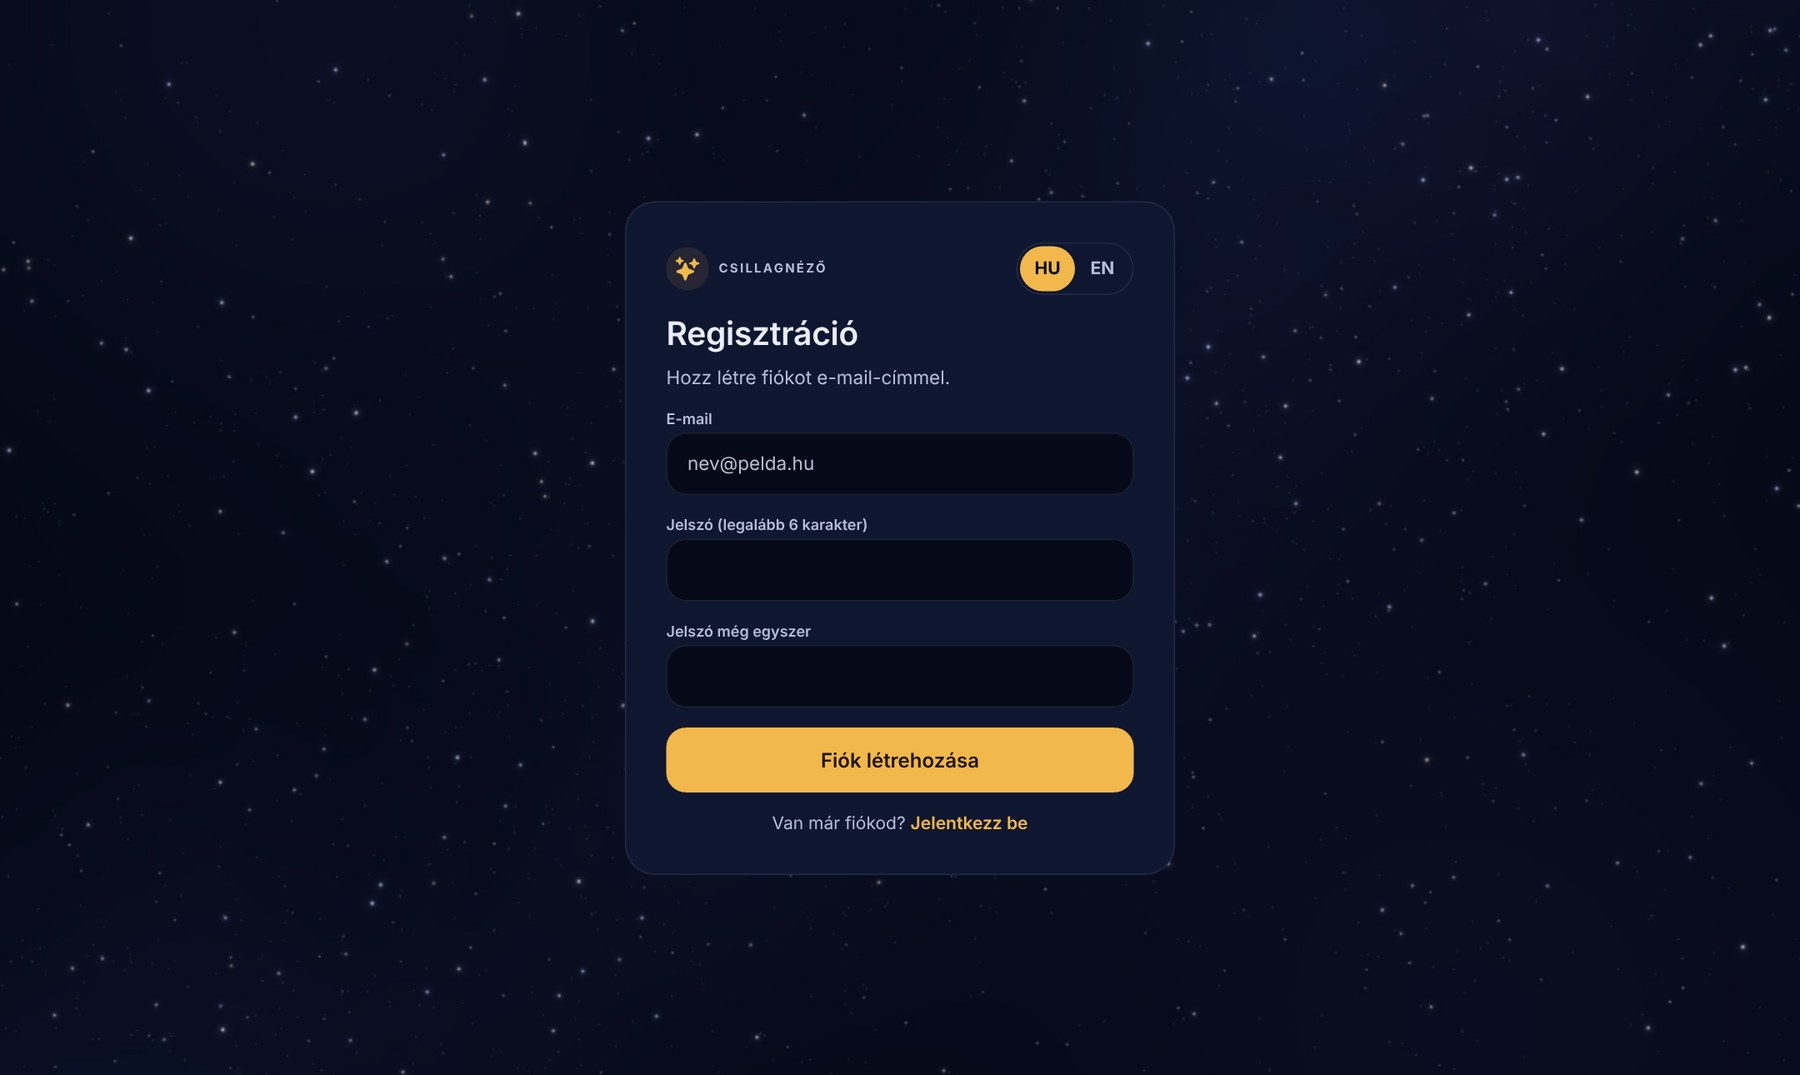 CSILLAGNÉZŐ
HU EN
Regisztráció
Hozz létre fiókot e-mail-címmel.
E-mail
nev@pelda.hu
Jelszó (legalább 6 karakter)
Jelszó még egyszer
Fiók létrehozása
Van már fiókod? Jelentkezz be